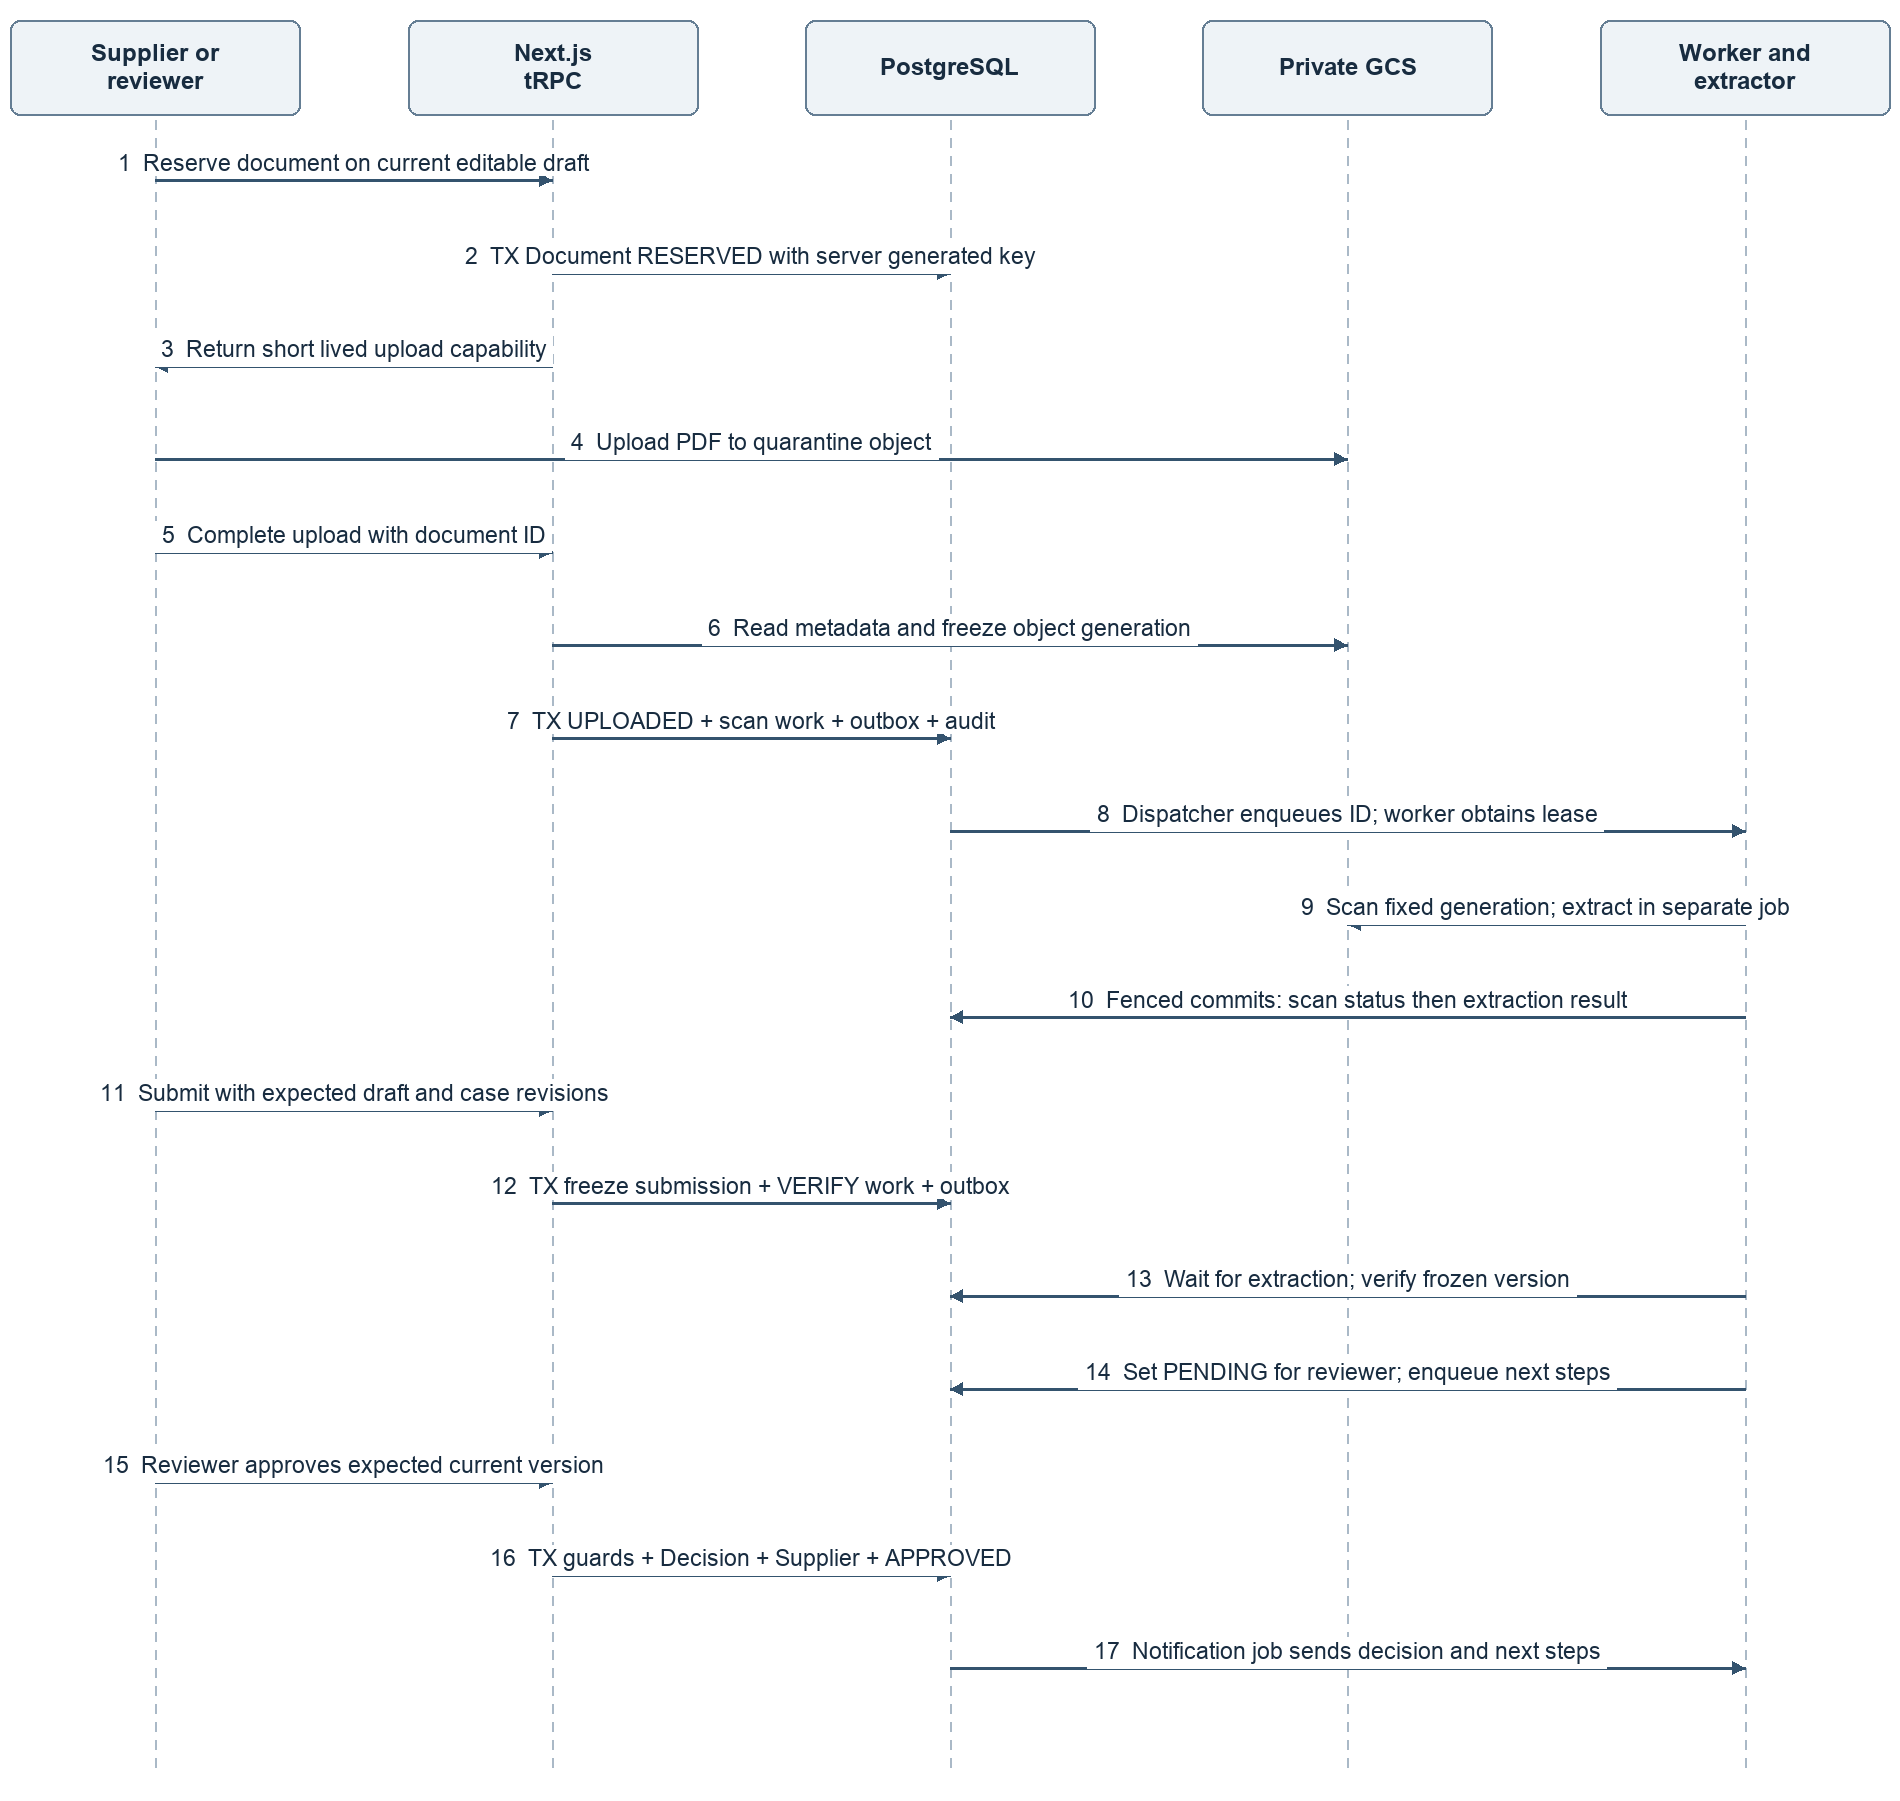 Supplier or
reviewer
Next.js
tRPC
PostgreSQL
Private GCS
Worker and
extractor
1 Reserve document on current editable draft
2 TX Document RESERVED with server generated key
3 Return short lived upload capability
4 Upload PDF to quarantine object
5 Complete upload with document ID
6 Read metadata and freeze object generation
7 TX UPLOADED + scan work + outbox + audit
8 Dispatcher enqueues ID; worker obtains lease
9 Scan fixed generation; extract in separate job
10 Fenced commits: scan status then extraction result
11 Submit with expected draft and case revisions
12 TX freeze submission + VERIFY work + outbox
13 Wait for extraction; verify frozen version
14 Set PENDING for reviewer; enqueue next steps
15 Reviewer approves expected current version
16 TX guards + Decision + Supplier + APPROVED
17 Notification job sends decision and next steps